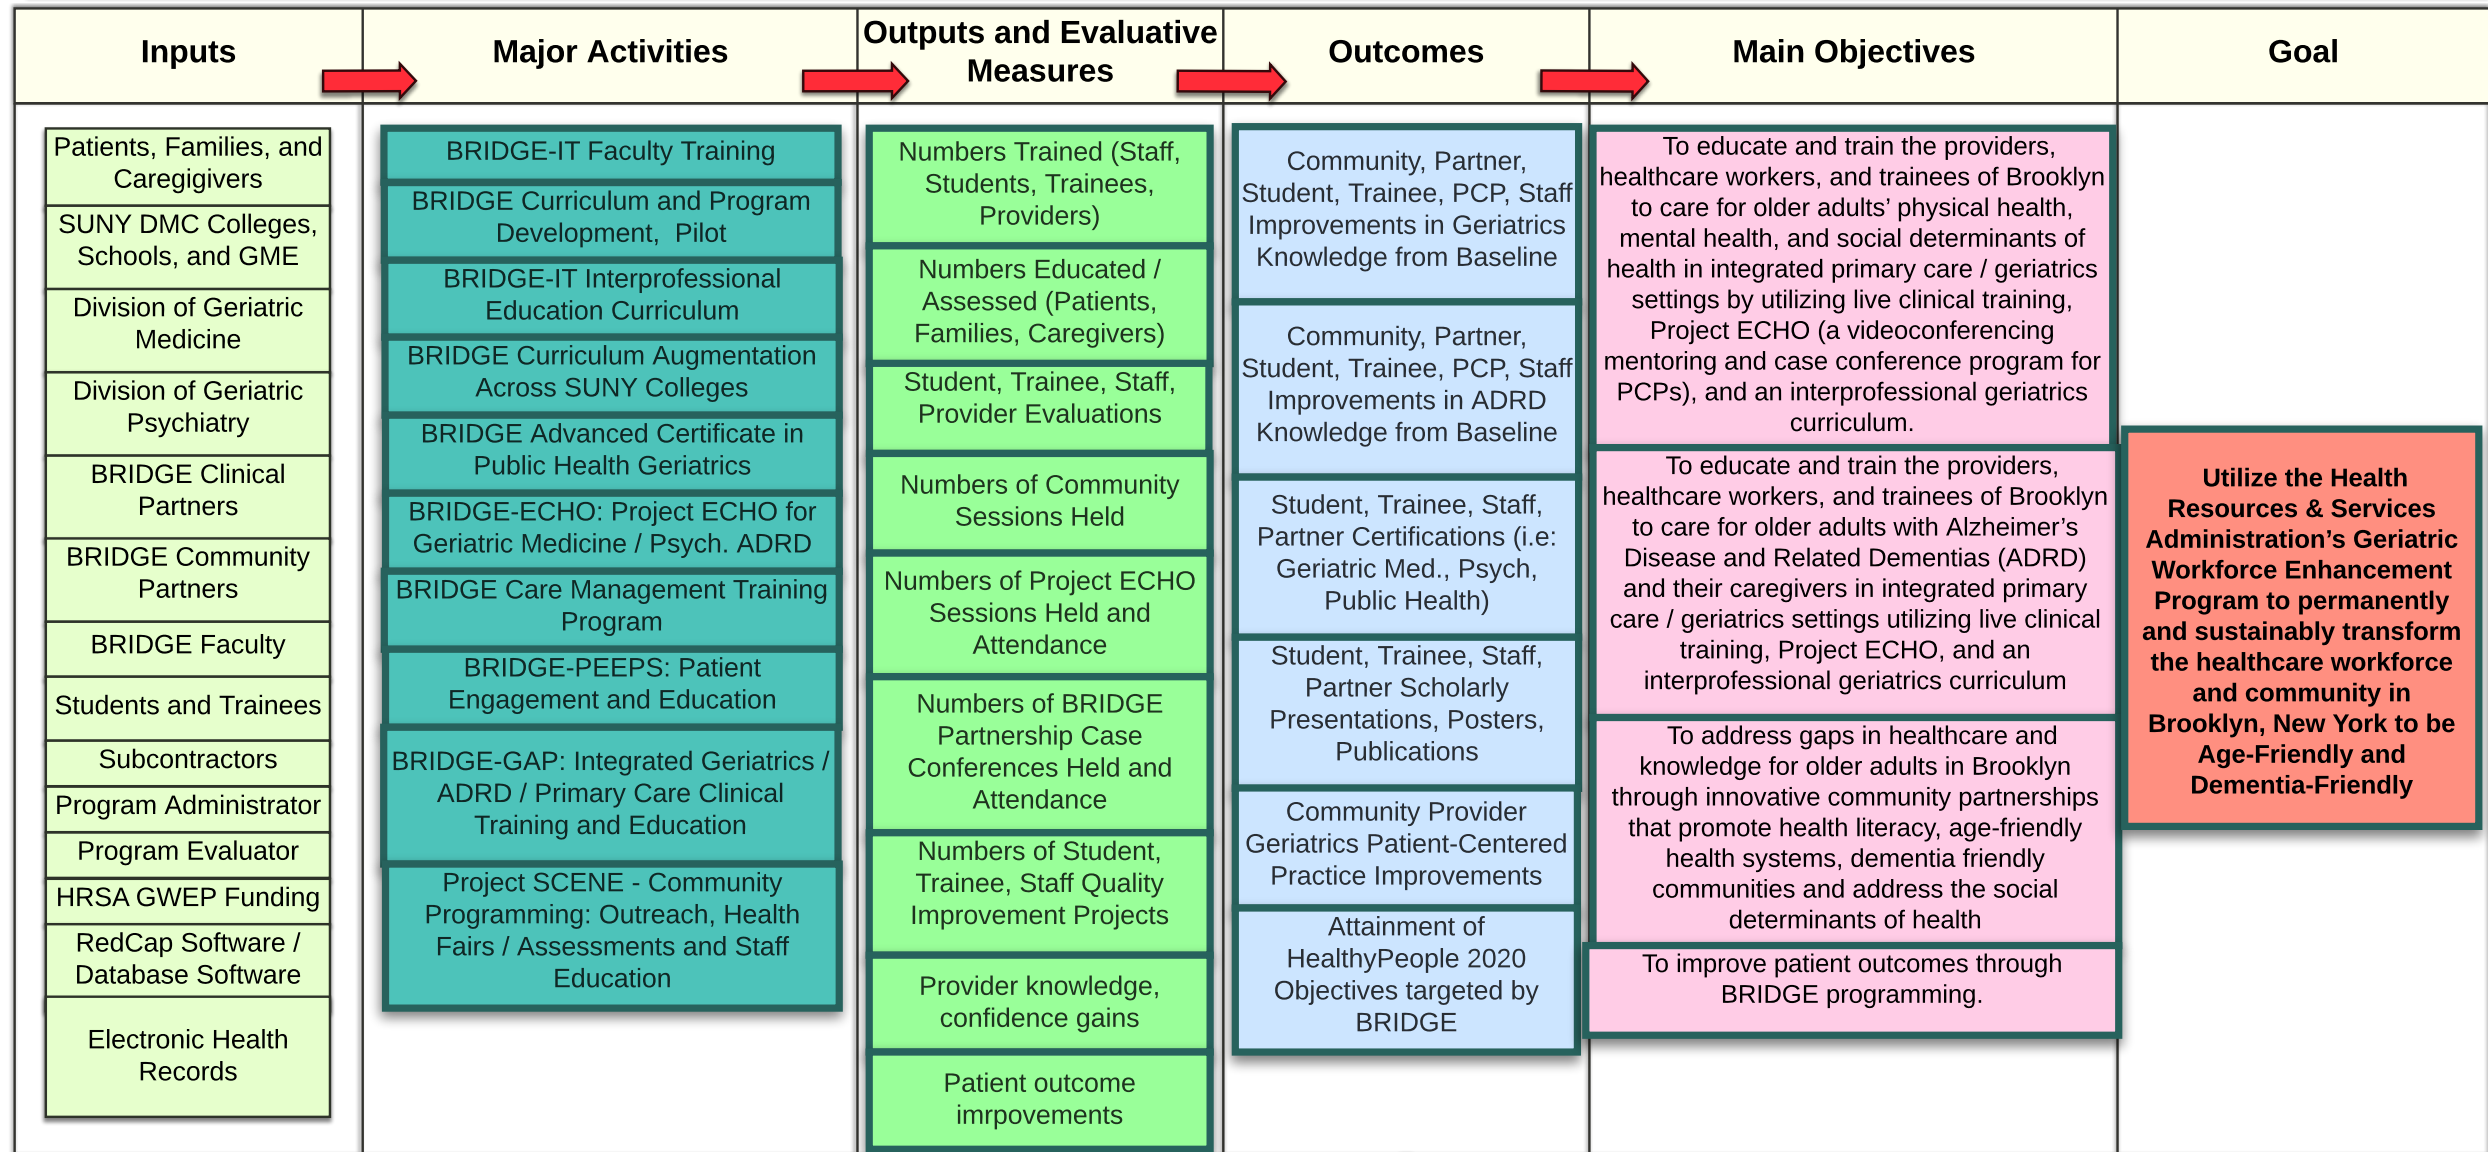 Inputs
Major Activities
Outputs and Evaluative
Measures
Outcomes
Main Objectives
Goal
Patients, Families, and
Caregigivers
SUNY DMC Colleges,
Schools, and GME
Division of Geriatric
Medicine
Division of Geriatric
Psychiatry
BRIDGE Clinical
Partners
BRIDGE Community
Partners
BRIDGE Faculty
Students and Trainees
Subcontractors
Program Administrator
Program Evaluator
HRSA GWEP Funding
RedCap Software /
Database Software
Electronic Health
Records
BRIDGE-IT Faculty Training
BRIDGE Curriculum and Program
Development,  Pilot
BRIDGE-IT Interprofessional
Education Curriculum
BRIDGE Curriculum Augmentation
Across SUNY Colleges
BRIDGE Advanced Certificate in
Public Health Geriatrics
BRIDGE-ECHO: Project ECHO for
Geriatric Medicine / Psych. ADRD
BRIDGE Care Management Training
Program
BRIDGE-PEEPS: Patient
Engagement and Education
BRIDGE-GAP: Integrated Geriatrics /
ADRD / Primary Care Clinical
Training and Education
Project SCENE - Community
Programming: Outreach, Health
Fairs / Assessments and Staff
Education
Numbers Trained (Staff,
Students, Trainees,
Providers)
Numbers Educated /
Assessed (Patients,
Families, Caregivers)
Student, Trainee, Staff,
Provider Evaluations
Numbers of Community
Sessions Held
Numbers of Project ECHO
Sessions Held and
Attendance
Numbers of BRIDGE
Partnership Case
Conferences Held and
Attendance
Numbers of Student,
Trainee, Staff Quality
Improvement Projects
Provider knowledge,
confidence gains
Patient outcome
imrpovements
Community, Partner,
Student, Trainee, PCP, Staff
Improvements in Geriatrics
Knowledge from Baseline
Community, Partner,
Student, Trainee, PCP, Staff
Improvements in ADRD
Knowledge from Baseline
Student, Trainee, Staff,
Partner Certifications (i.e:
Geriatric Med., Psych,
Public Health)
Student, Trainee, Staff,
Partner Scholarly
Presentations, Posters,
Publications
Community Provider
Geriatrics Patient-Centered
Practice Improvements
Attainment of
HealthyPeople 2020
Objectives targeted by
BRIDGE
To educate and train the providers,
healthcare workers, and trainees of Brooklyn
to care for older adults’ physical health,
mental health, and social determinants of
health in integrated primary care / geriatrics
settings by utilizing live clinical training,
Project ECHO (a videoconferencing
mentoring and case conference program for
PCPs), and an interprofessional geriatrics
curriculum.
To educate and train the providers,
healthcare workers, and trainees of Brooklyn
to care for older adults with Alzheimer’s
Disease and Related Dementias (ADRD)
and their caregivers in integrated primary
care / geriatrics settings utilizing live clinical
training, Project ECHO, and an
interprofessional geriatrics curriculum
To address gaps in healthcare and
knowledge for older adults in Brooklyn
through innovative community partnerships
that promote health literacy, age-friendly
health systems, dementia friendly
communities and address the social
determinants of health
To improve patient outcomes through
BRIDGE programming.
Utilize the Health
Resources & Services
Administration’s Geriatric
Workforce Enhancement
Program to permanently
and sustainably transform
the healthcare workforce
and community in
Brooklyn, New York to be
Age-Friendly and
Dementia-Friendly